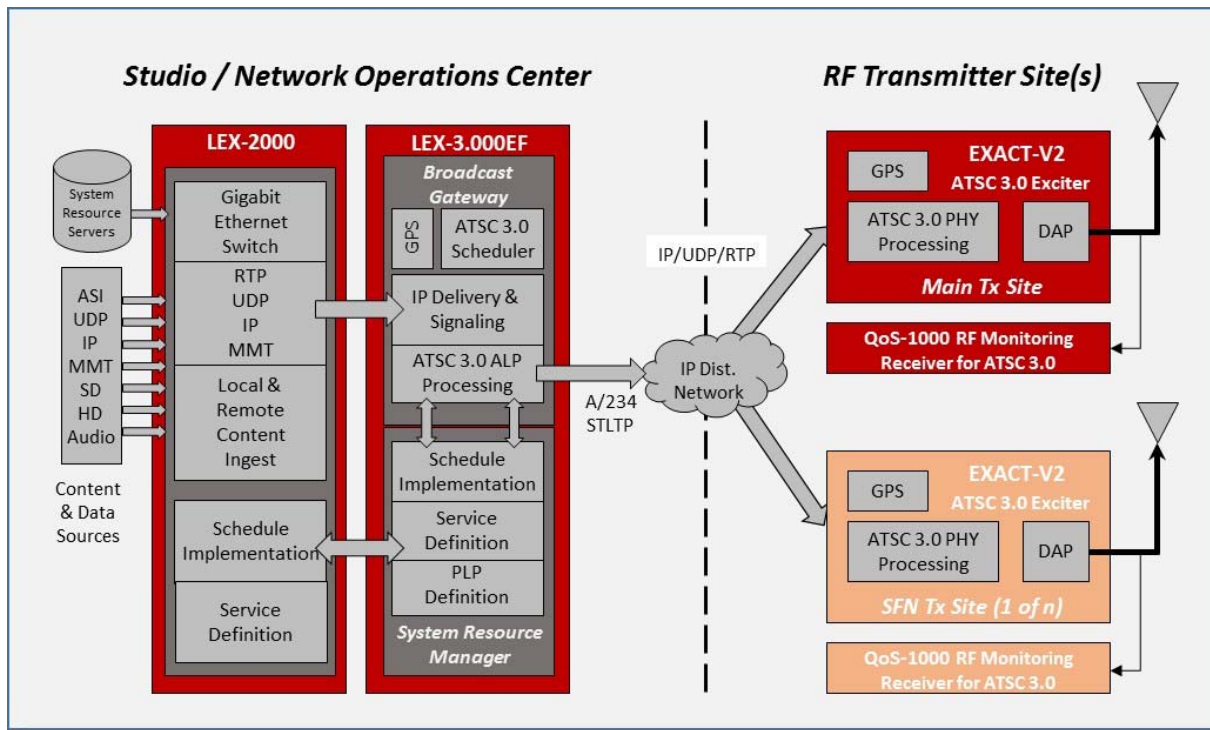 Studio / Network Operations Center
RF Transmitter Site(s)
System
Resource
Servers
ASI
UDP
IP
MMT
SD
HD
Audio
Content
& Data
Sources
LEX-2000
Gigabit
Ethernet
Switch
RTP
UDP
IP
MMT
Local &
Remote
Content
Ingest
Schedule
Implementation
Service
Definition
LEX-3.000EF
Broadcast
Gateway
GPS
ATSC 3.0
Scheduler
IP Delivery &
Signaling
ATSC 3.0 ALP
Processing
Schedule
Implementation
Service
Definition
PLP
Definition
System Resource
Manager
A/234
STLTP
IP/UDP/RTP
IP Dist.
Network
EXACT-V2
ATSC 3.0 Exciter
GPS
ATSC 3.0 PHY
Processing
DAP
Main Tx Site
QoS-1000 RF Monitoring
Receiver for ATSC 3.0
EXACT-V2
ATSC 3.0 Exciter
GPS
ATSC 3.0 PHY
Processing
DAP
SFN Tx Site (1 of n)
QoS-1000 RF Monitoring
Receiver for ATSC 3.0